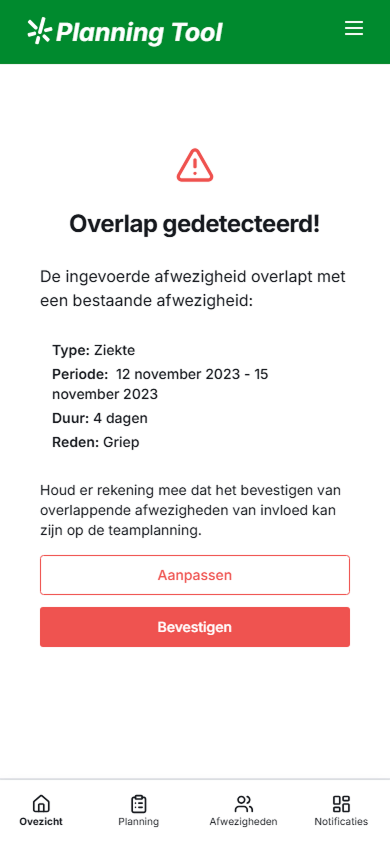 Planning Tool
Overlap gedetecteerd!
De ingevoerde afwezigheid overlapt met
een bestaande afwezigheid:
Type: Ziekte
Periode: 12 november 2023 - 15
november 2023
Duur: 4 dagen
Reden: Griep
Houd er rekening mee dat het bevestigen van
overlappende afwezigheden van invloed kan
zijn op de teamplanning.
Aanpassen
Bevestigen
Ovezicht
Planning
Afwezigheden
Notificaties